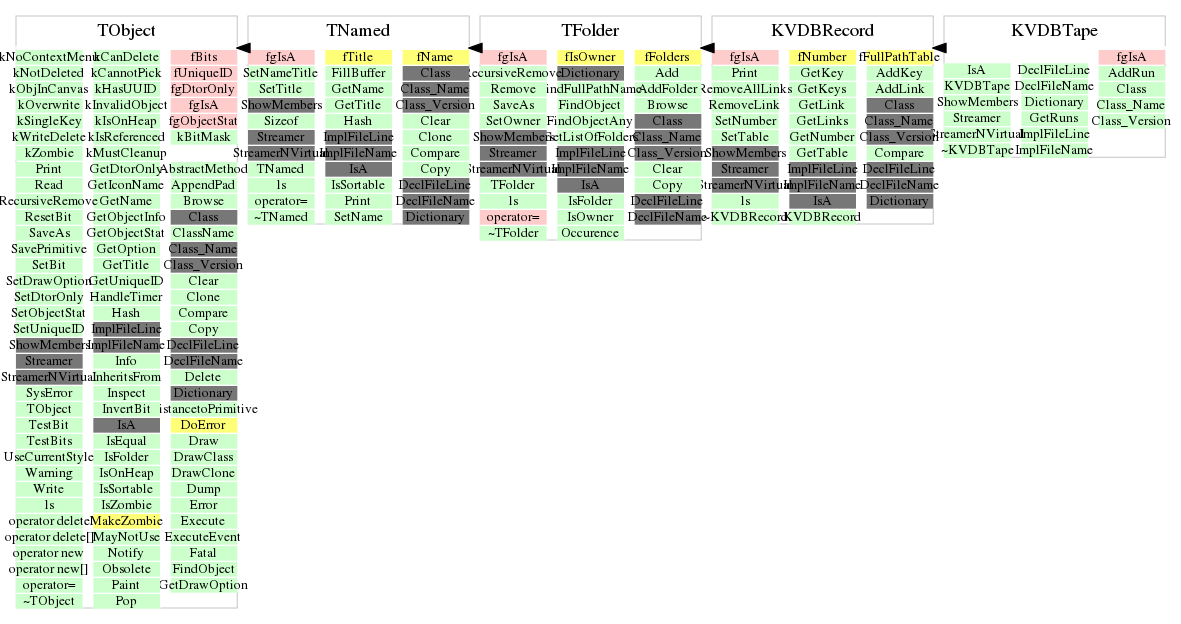 TObject
kNoContextMenu kCanDelete fBits
kNotDeleted kCannotPick fUniqueID
kObjInCanvas kHasUUID fgDtorOnly
kOverwrite kInvalidObject fgIsA
kSingleKey kIsOnHeap fgObjectStat
kWriteDelete kIsReferenced kBitMask
kZombie kMustCleanup
Print GetDtorOnly AbstractMethod
Read GetIconName AppendPad
RecursiveRemove GetName Browse
ResetBit GetObjectInfo Class
SaveAs GetObjectStat ClassName
SavePrimitive GetOption Class_Name
SetBit GetTitle Class_Version
SetDrawOption GetUniqueID Clear
SetDtorOnly HandleTimer Clone
SetObjectStat Hash Compare
SetUniqueID ImplFileLine Copy
ShowMembers ImplFileName DeclFileLine
Streamer Info DeclFileName
StreamerNVirtual InheritsFrom Delete
SysError Inspect Dictionary
TObject InvertBit DistancetoPrimitive
TestBit IsA DoError
TestBits IsEqual Draw
UseCurrentStyle IsFolder DrawClass
Warning IsOnHeap DrawClone
Write IsSortable Dump
ls IsZombie Error
operator delete MakeZombie Execute
operator delete[] MayNotUse ExecuteEvent
operator new Notify Fatal
operator new[] Obsolete FindObject
operator= Paint GetDrawOption
~TObject Pop
TNamed
fgIsA fTitle fName
SetNameTitle FillBuffer Class
SetTitle GetName Class_Name
ShowMembers GetTitle Class_Version
Sizeof Hash Clear
Streamer ImplFileLine Clone
StreamerNVirtual ImplFileName Compare
TNamed IsA Copy
ls IsSortable DeclFileLine
operator= Print DeclFileName
~TNamed SetName Dictionary
TFolder
fgIsA fIsOwner fFolders
RecursiveRemove Dictionary Add
Remove FindFullPathName AddFolder
SaveAs FindObject Browse
SetOwner FindObjectAny Class
ShowMembers GetListOfFolders Class_Name
Streamer ImplFileLine Class_Version
StreamerNVirtual ImplFileName Clear
TFolder IsA Copy
ls IsFolder DeclFileLine
operator= IsOwner DeclFileName
~TFolder Occurence
KVDBRecord
fgIsA fNumber fFullPathTable
Print GetKey AddKey
RemoveAllLinks GetKeys AddLink
RemoveLink GetLink Class
SetNumber GetLinks Class_Name
SetTable GetNumber Class_Version
ShowMembers GetTable Compare
Streamer ImplFileLine DeclFileLine
StreamerNVirtual ImplFileName DeclFileName
ls IsA Dictionary
~KVDBRecord KVDBRecord
KVDBTape
fgIsA
IsA DeclFileLine AddRun
KVDBTape DeclFileName Class
ShowMembers Dictionary Class_Name
Streamer GetRuns Class_Version
StreamerNVirtual ImplFileLine
~KVDBTape ImplFileName